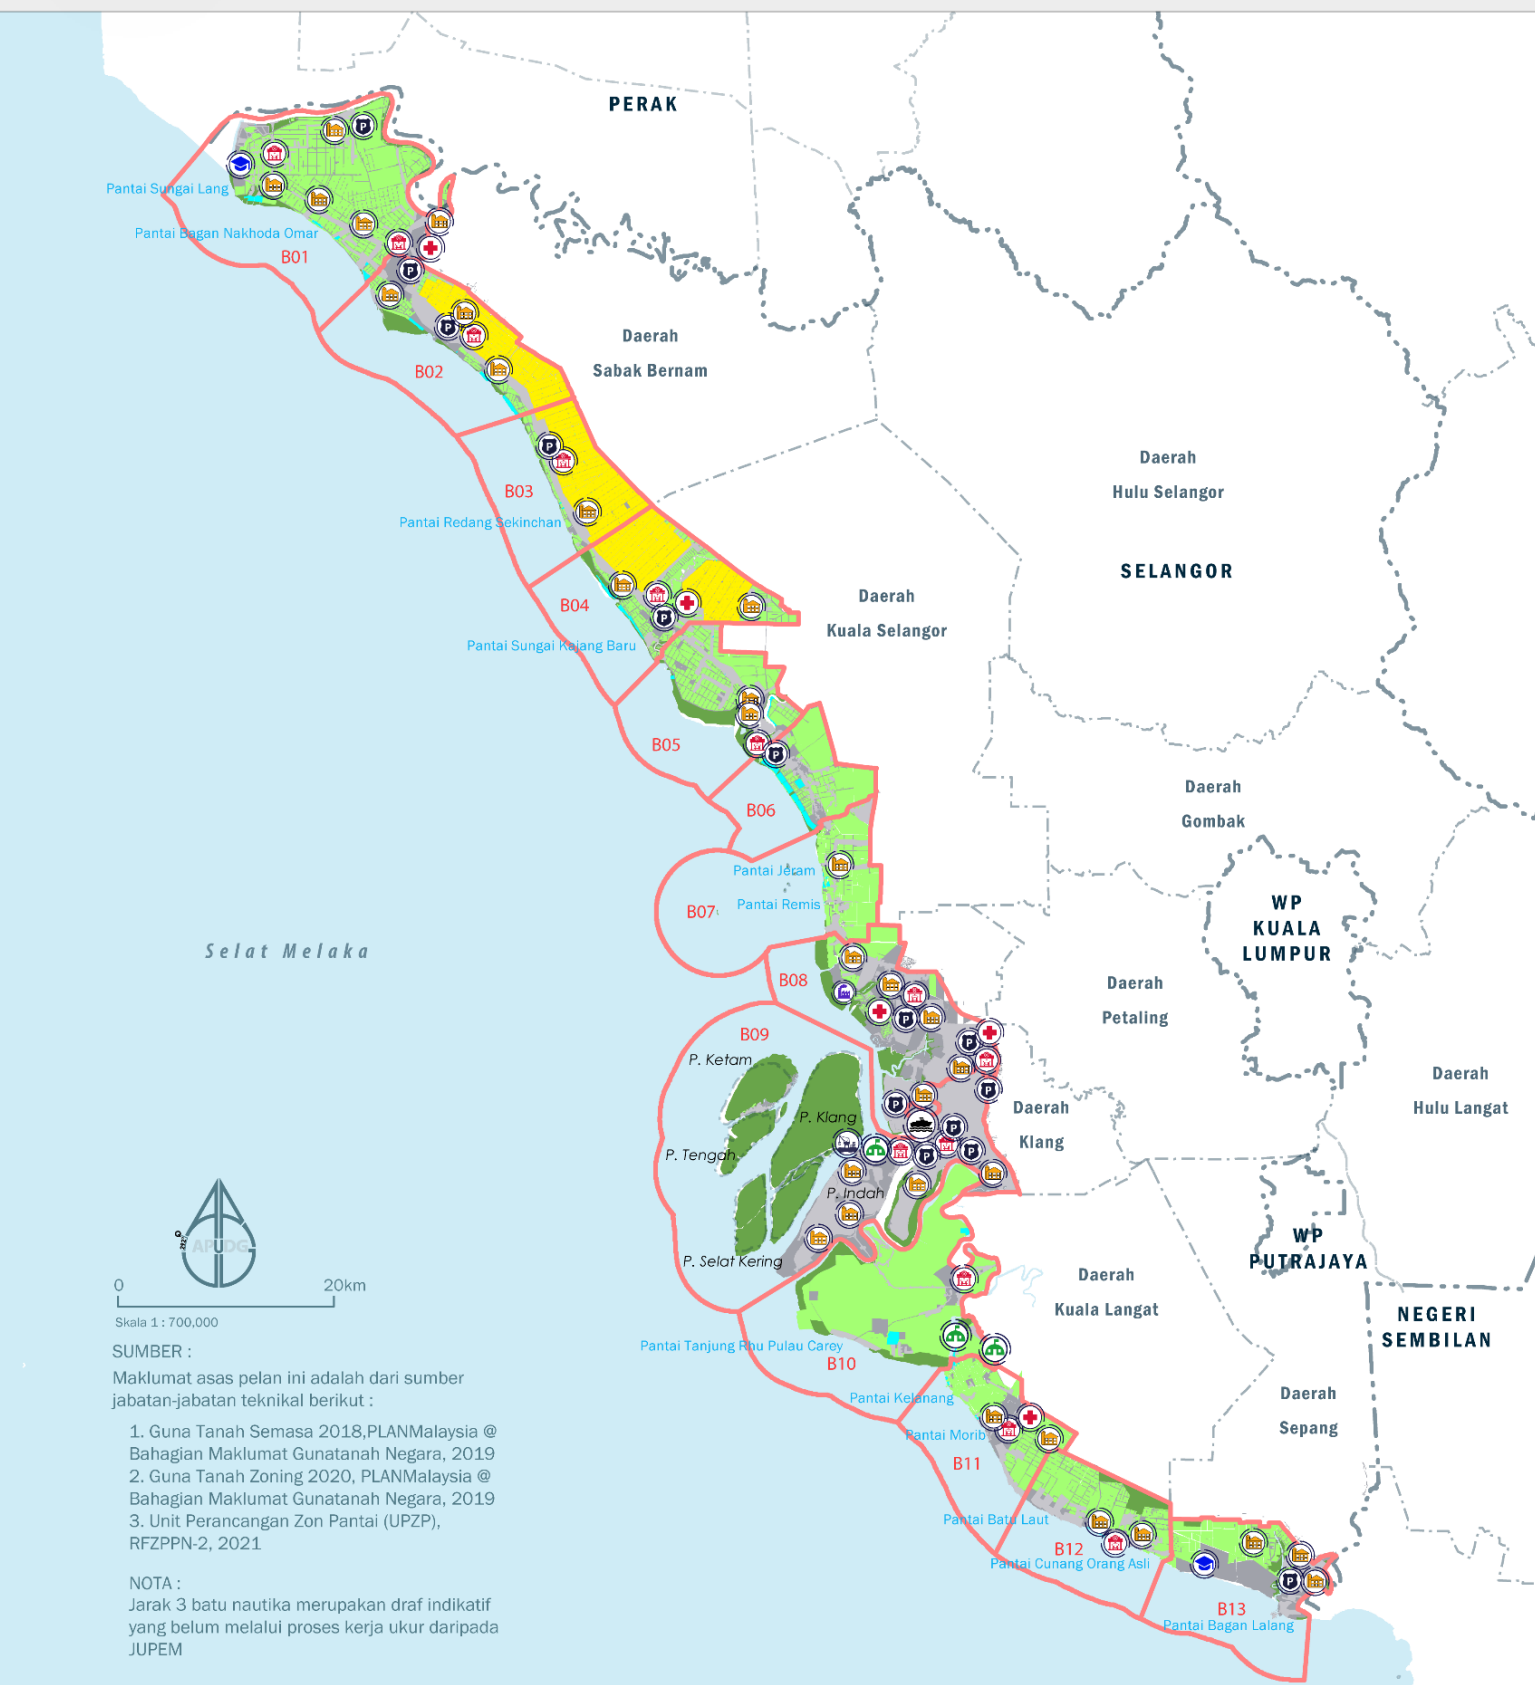 PERAK
Pantai Sungai Lang
Pantai Bagan Nakhoda Omar
B01
Daerah
Sabak Bernam
B02
Daerah
Hulu Selangor
B03
Pantai Redang Sekinchan
SELANGOR
Daerah
Kuala Selangor
B04
Pantai Sungai Kajang Baru
B05
Daerah
Gombak
B06
Pantai Jeram
Pantai Remis
B07
WP
KUALA
LUMPUR
Selat Melaka
B08
Daerah
Petaling
B09
P. Ketam
Daerah
Hulu Langat
P. Klang
Daerah
Klang
P. Tengah
P. Indah
WP
PUTRAJAYA
P. Selat Kering
Daerah
Kuala Langat
NEGERI
SEMBILAN
Pantai Tanjung Rhu Pulau Carey
B10
Pantai Kelanang
Daerah
Sepang
Pantai Morib
B11
Pantai Batu Laut
B12
Pantai Cunang Orang Asli
B13
Pantai Bagan Lalang
APUDG
0 20km
Skala 1 : 700,000
SUMBER :
Maklumat asas pelan ini adalah dari sumber
jabatan-jabatan teknikal berikut :
1. Guna Tanah Semasa 2018,PLANMalaysia @
Bahagian Maklumat Gunatanah Negara, 2019
2. Guna Tanah Zoning 2020, PLANMalaysia @
Bahagian Maklumat Gunatanah Negara, 2019
3. Unit Perancangan Zon Pantai (UPZP),
RFZPPN-2, 2021
NOTA :
Jarak 3 batu nautika merupakan draf indikatif
yang belum melalui proses kerja ukur daripada
JUPEM